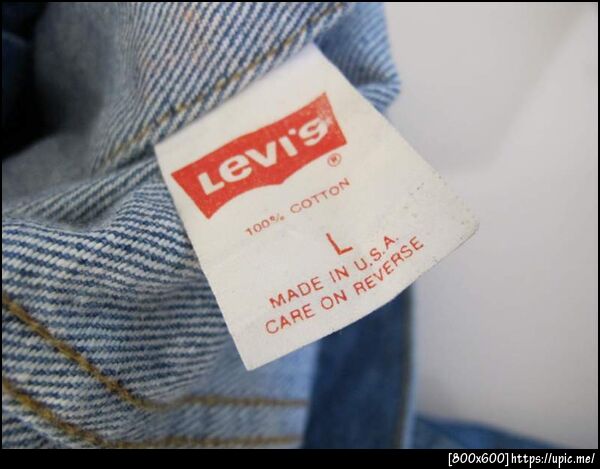 Levi's®
100% COTTON
L
MADE IN U.S.A.
CARE ON REVERSE
[800x600]https://upic.me/